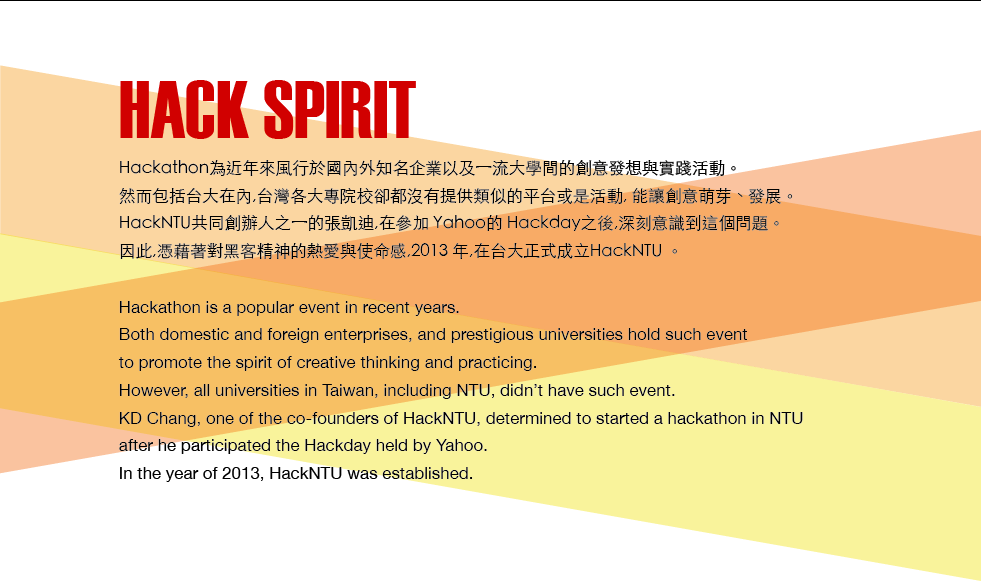 HACK SPIRIT
Hackathon為近年來風行於國內外知名企業以及一流大學間的創意發想與實踐活動。
然而包括台大在內,台灣各大專院校卻都沒有提供類似的平台或是活動, 能讓創意萌芽、發展。
HackNTU共同創辦人之一的張凱迪,在參加 Yahoo的 Hackday之後,深刻意識到這個問題。
因此,憑藉著對黑客精神的熱愛與使命感,2013 年,在台大正式成立HackNTU 。
Hackathon is a popular event in recent years.
Both domestic and foreign enterprises, and prestigious universities hold such event
to promote the spirit of creative thinking and practicing.
However, all universities in Taiwan, including NTU, didn’t have such event.
KD Chang, one of the co-founders of HackNTU, determined to started a hackathon in NTU
after he participated the Hackday held by Yahoo.
In the year of 2013, HackNTU was established.